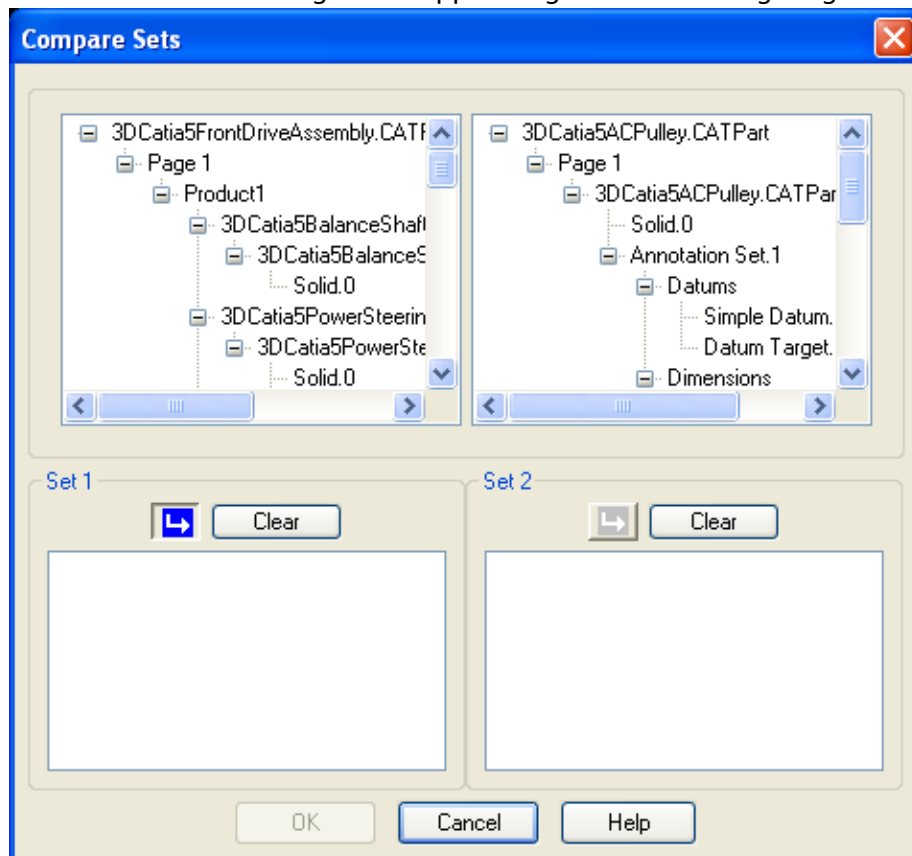 Compare Sets
3DCatia5FrontDriveAssembly.CATF
Page 1
Product1
3DCatia5BalanceShaft
3DCatia5BalanceS
Solid.0
3DCatia5PowerSteerin
3DCatia5PowerSte
Solid.0
3DCatia5ACPulley.CATPart
Page 1
3DCatia5ACPulley.CATPar
Solid.0
Annotation Set.1
Datums
Simple Datum.
Datum Target.
Dimensions
Set 1
Clear
Set 2
Clear
OK
Cancel
Help